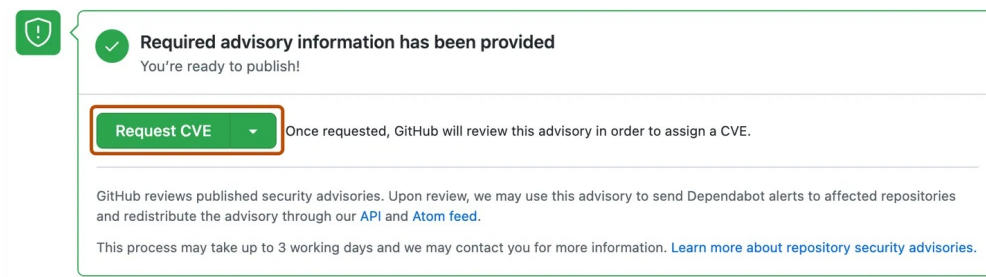 Required advisory information has been provided
You're ready to publish!
Request CVE
Once requested, GitHub will review this advisory in order to assign a CVE.
GitHub reviews published security advisories. Upon review, we may use this advisory to send Dependabot alerts to affected repositories
and redistribute the advisory through our API and Atom feed.
This process may take up to 3 working days and we may contact you for more information. Learn more about repository security advisories.